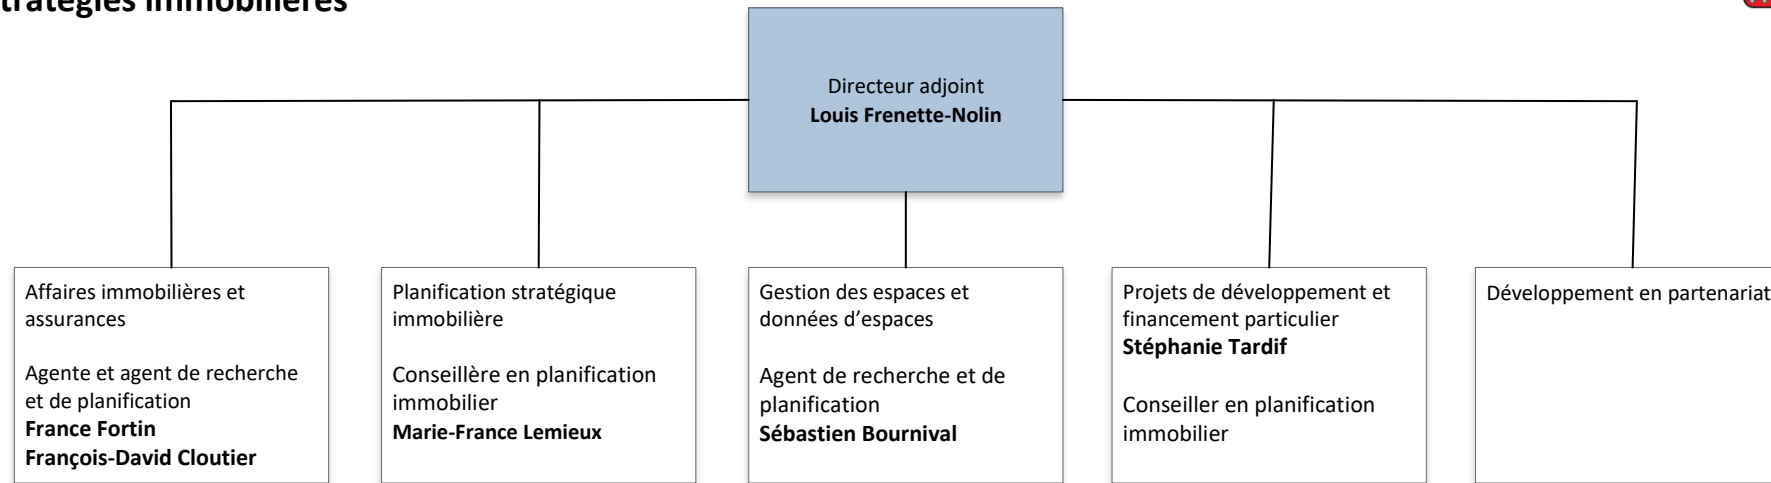 tratégies immobilières
Directeur adjoint
Louis Frenette-Nolin
Affaires immobilières et
assurances
Agente et agent de recherche
et de planification
France Fortin
François-David Cloutier
Planification stratégique
immobilière
Conseillère en planification
immobilier
Marie-France Lemieux
Gestion des espaces et
données d’espaces
Agent de recherche et de
planification
Sébastien Bournival
Projets de développement et
financement particulier
Stéphanie Tardif
Conseiller en planification
immobilier
Développement en partenariat